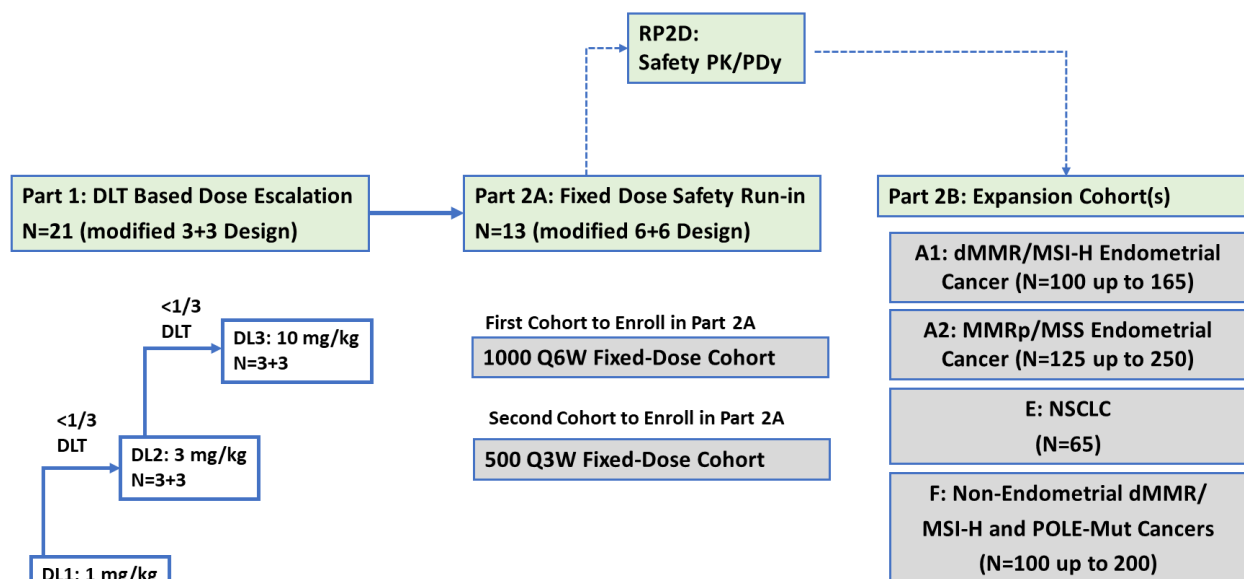 RP2D:
Safety PK/PDy
Part 1: DLT Based Dose Escalation
N=21 (modified 3+3 Design)
Part 2A: Fixed Dose Safety Run-in
N=13 (modified 6+6 Design)
Part 2B: Expansion Cohort(s)
<1/3
DLT
DL3: 10 mg/kg
N=3+3
<1/3
DLT
DL2: 3 mg/kg
N=3+3
DL1: 1 mg/kg
First Cohort to Enroll in Part 2A
1000 Q6W Fixed-Dose Cohort
Second Cohort to Enroll in Part 2A
500 Q3W Fixed-Dose Cohort
A1: dMMR/MSI-H Endometrial
Cancer (N=100 up to 165)
A2: MMRp/MSS Endometrial
Cancer (N=125 up to 250)
E: NSCLC
(N=65)
F: Non-Endometrial dMMR/
MSI-H and POLE-Mut Cancers
(N=100 up to 200)